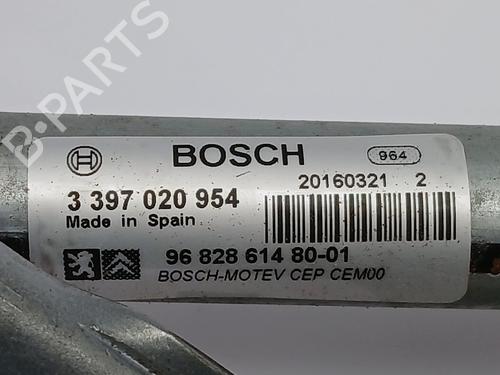 BOSCH
964
3 397 020 954
20160321 2
Made in Spain
96 828 614 80-01
BOSCH-MOTEV CEP CEM00
B-PARTS